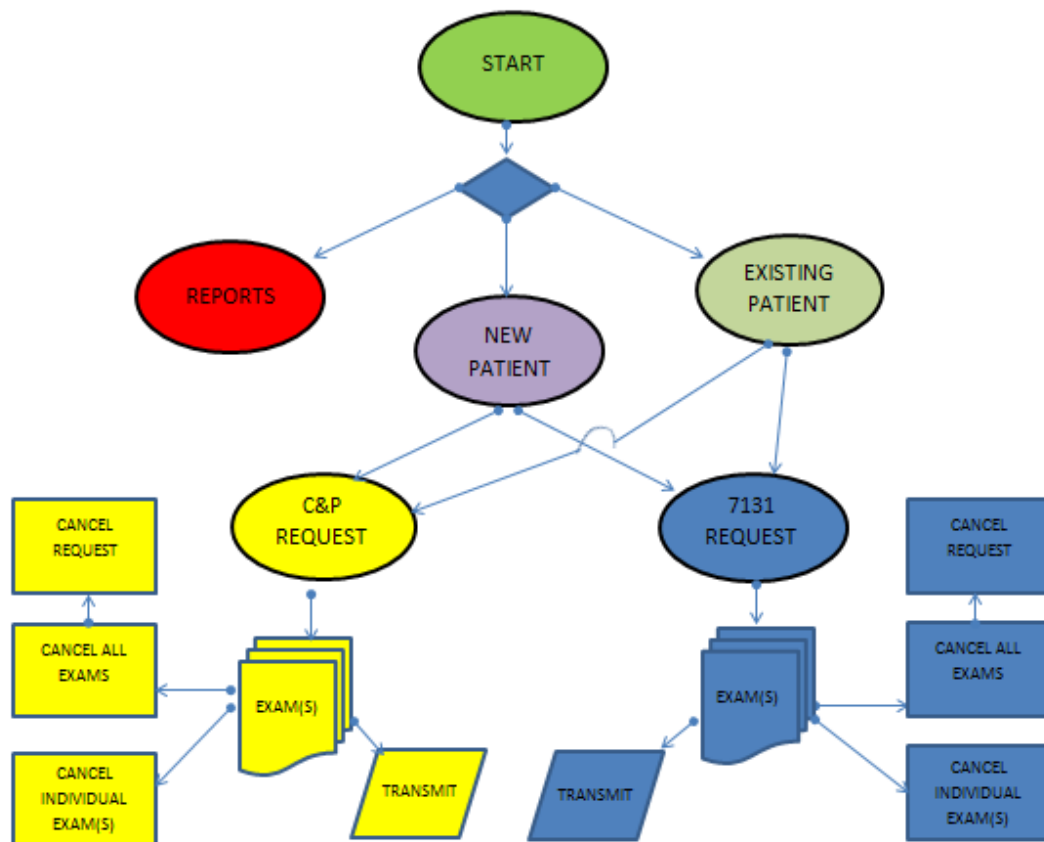 START
REPORTS
EXISTING
PATIENT
NEW
PATIENT
C&P
REQUEST
7131
REQUEST
CANCEL
REQUEST
CANCEL ALL
EXAMS
CANCEL
INDIVIDUAL
EXAM(S)
EXAM(S)
TRANSMIT
TRANSMIT
EXAM(S)
CANCEL
REQUEST
CANCEL ALL
EXAMS
CANCEL
INDIVIDUAL
EXAM(S)